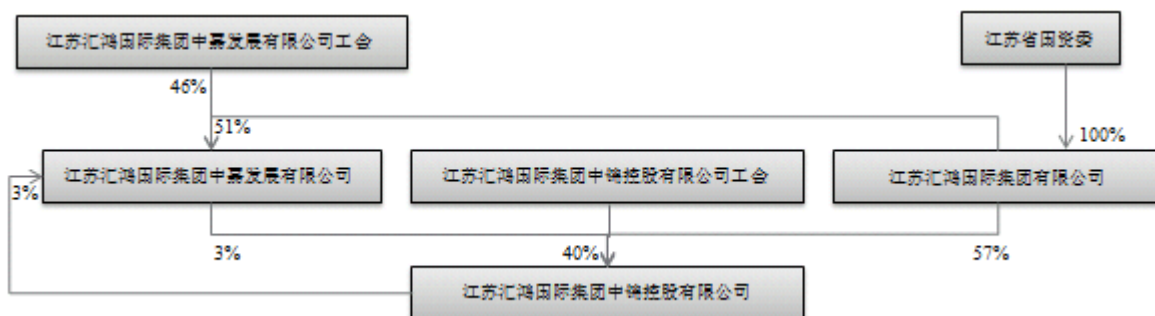 江苏汇鸿国际集团中嘉发展有限公司工会
江苏省国资委
46%
51%
100%
江苏汇鸿国际集团中嘉发展有限公司
江苏汇鸿国际集团中锦控股有限公司工会
江苏汇鸿国际集团有限公司
3%
3%
40%
57%
江苏汇鸿国际集团中锦控股有限公司